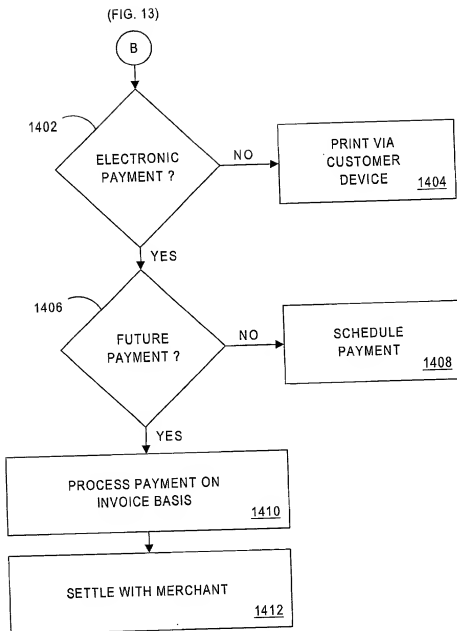 (FIG. 13)
B
1402
ELECTRONIC
PAYMENT ?
NO
PRINT VIA
CUSTOMER
DEVICE
1404
YES
1406
FUTURE
PAYMENT ?
NO
SCHEDULE
PAYMENT
1408
YES
PROCESS PAYMENT ON
INVOICE BASIS
1410
SETTLE WITH MERCHANT
1412